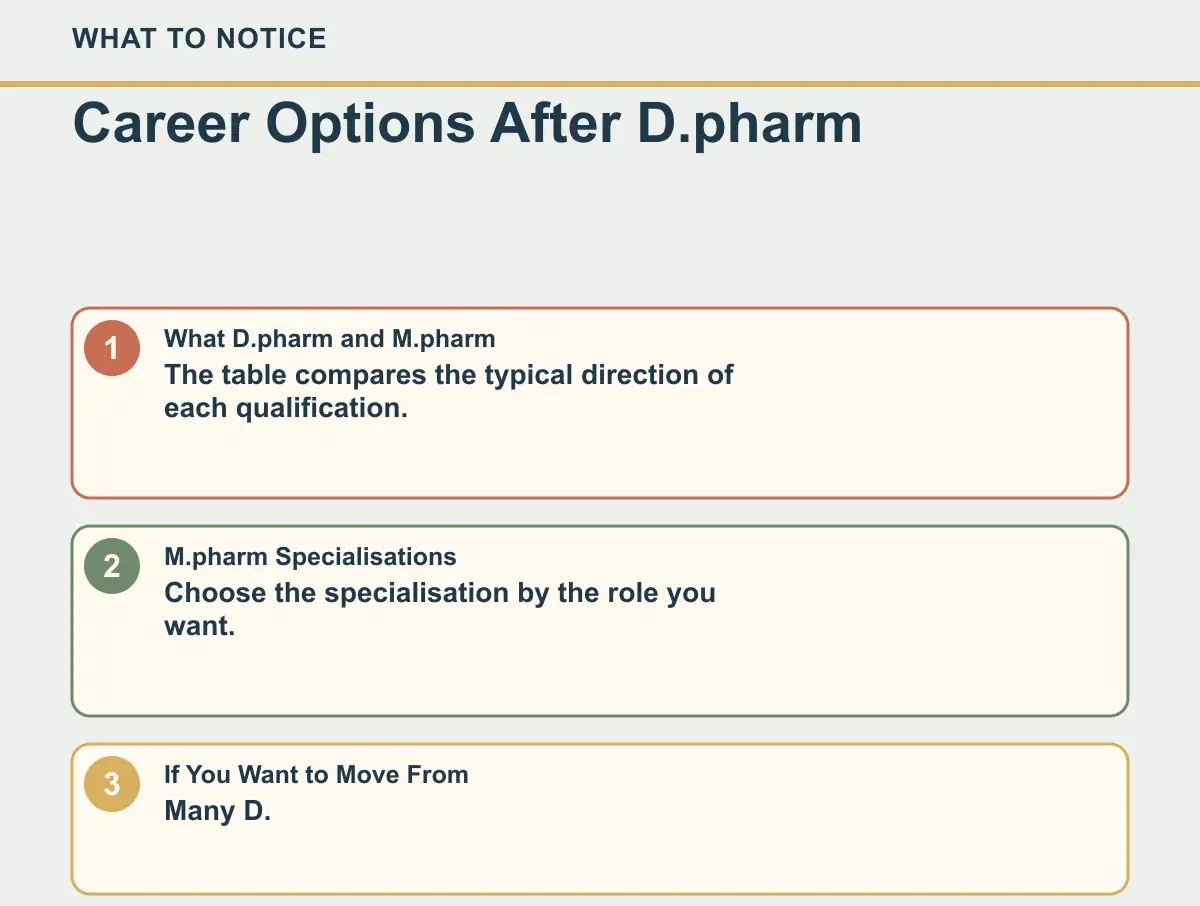 WHAT TO NOTICE
Career Options After D.pharm
1
What D.pharm and M.pharm
The table compares the typical direction of
each qualification.
2
M.pharm Specialisations
Choose the specialisation by the role you
want.
3
If You Want to Move From
Many D.